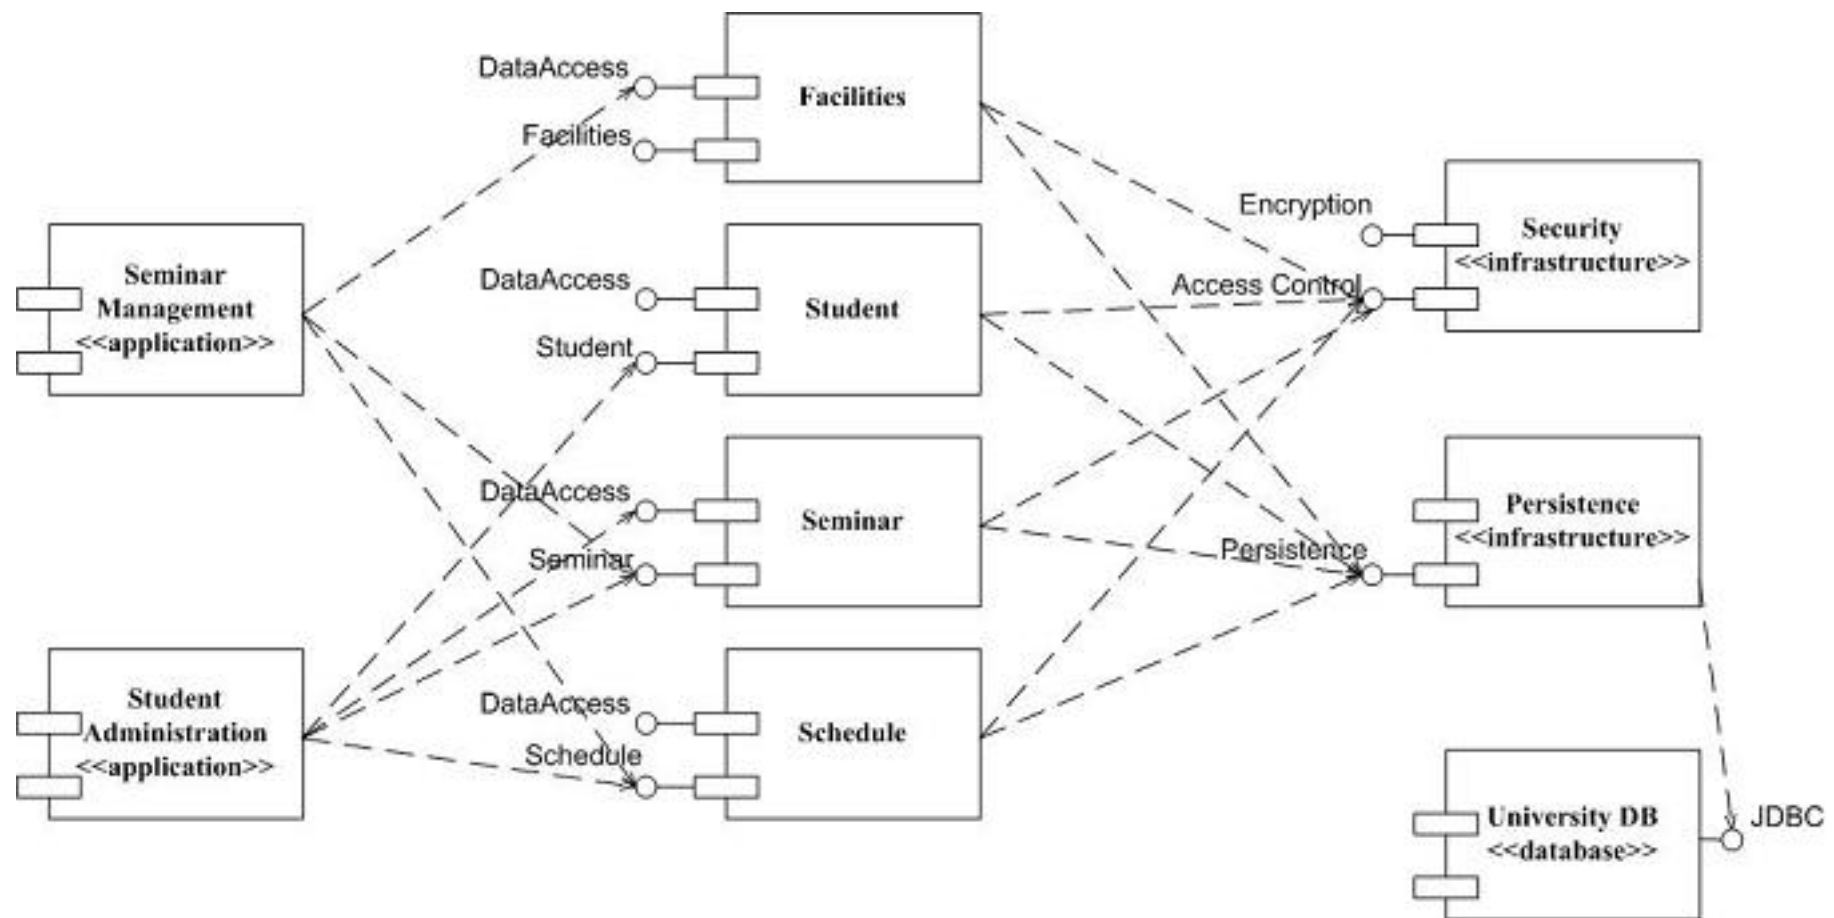 DataAccess
Facilities
Facilities
Seminar
Management
<<application>>
DataAccess
Student
Student
DataAccess
Seminar
Seminar
Student
Administration
<<application>>
DataAccess
Schedule
Schedule
Encryption
Access Control
Security
<<infrastructure>>
Persistence
Persistence
<<infrastructure>>
University DB
<<database>>
JDBC